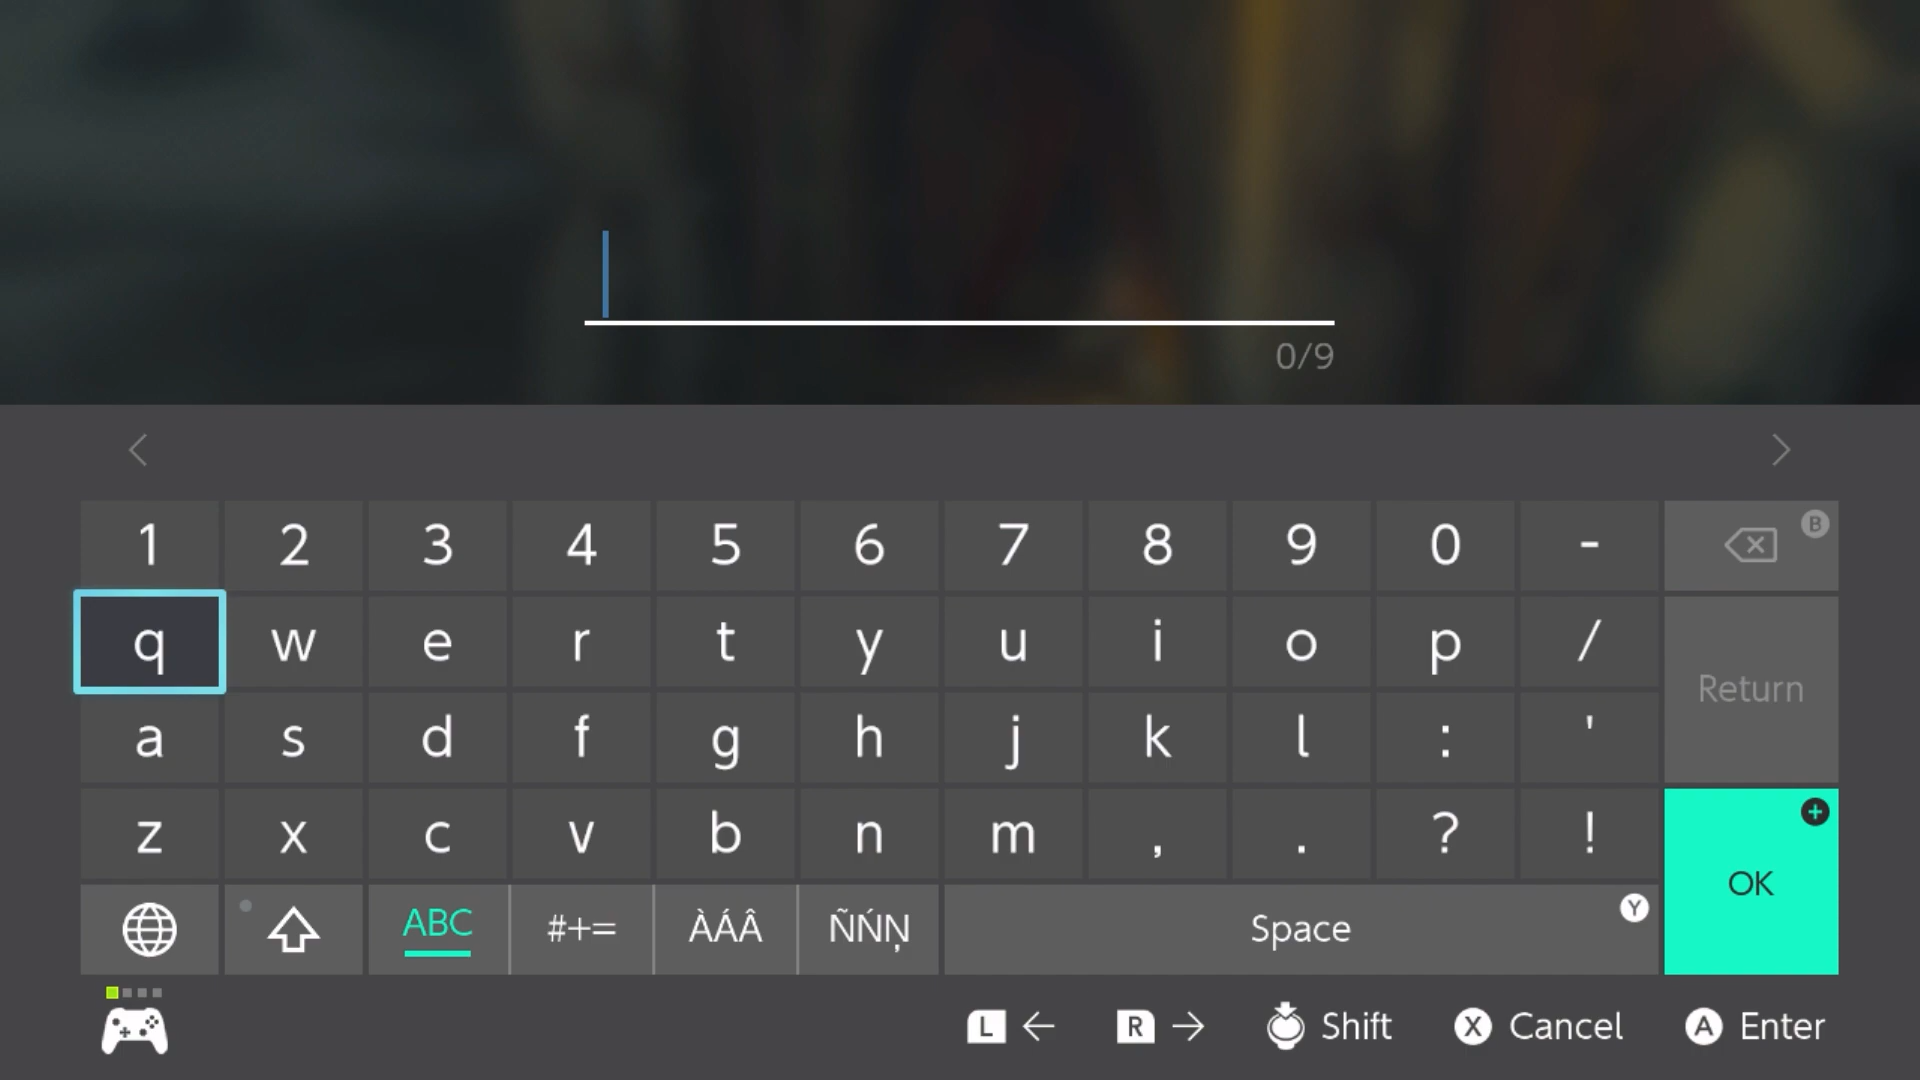 0/9
1 2 3 4 5 6 7 8 9 0 - B
q w e r t y u i o p /
Return
a s d f g h j k l : '
z x c v b n m , . ? ! +
OK
ABC #+= ÀÁÂ ÑŃŅ Space Y
L ← R → Shift X Cancel A Enter